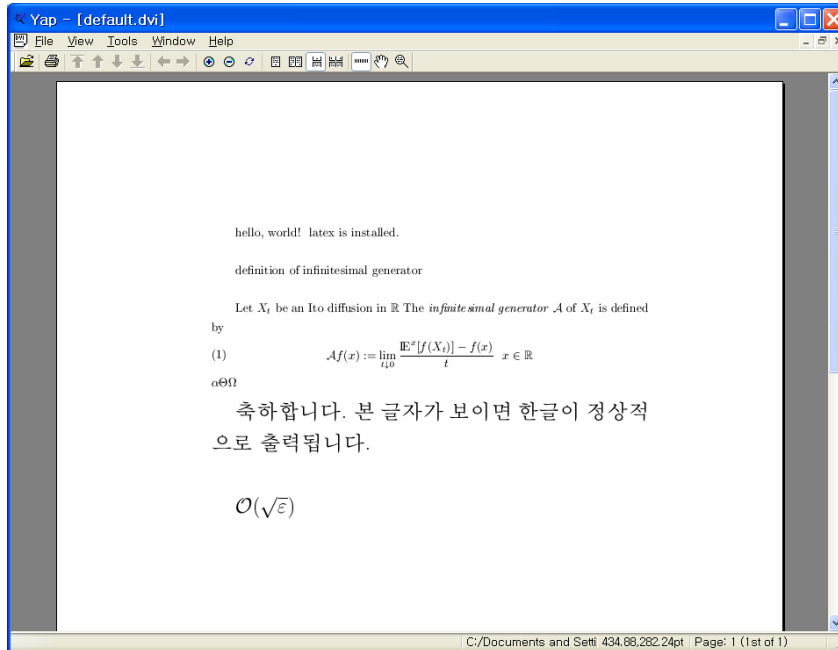 Yap - [default.dvi]
File View Tools Window Help
hello, world! latex is installed.
definition of infinitesimal generator
Let X_t be an Ito diffusion in ℝ The infinitesimal generator 𝒜 of X_t is defined
by
(1) 𝒜f(x) := lim_{t↓0} \frac{𝔼^x[f(X_t)] − f(x)}{t} x ∈ ℝ
αΘΩ
축하합니다. 본 글자가 보이면 한글이 정상적
으로 출력됩니다.
𝒪(√ε)
C:/Documents and Setti 434.88,282.24pt Page: 1 (1st of 1)